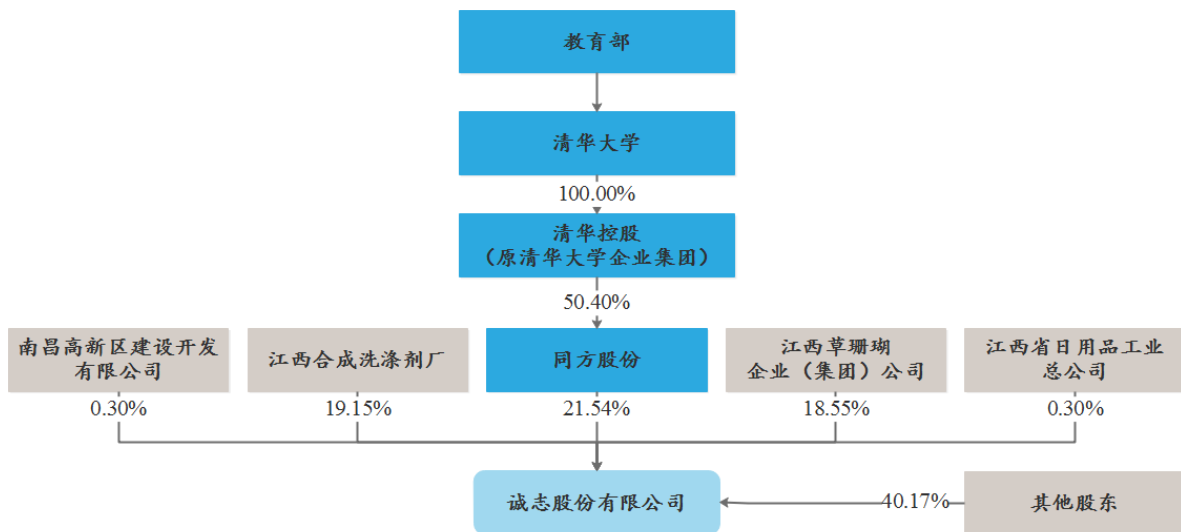 教育部
清华大学
100.00%
清华控股
（原清华大学企业集团）
50.40%
南昌高新区建设开发
有限公司
江西合成洗涤剂厂
同方股份
江西草珊瑚
企业（集团）公司
江西省日用品工业
总公司
0.30%
19.15%
21.54%
18.55%
0.30%
诚志股份有限公司
40.17%
其他股东